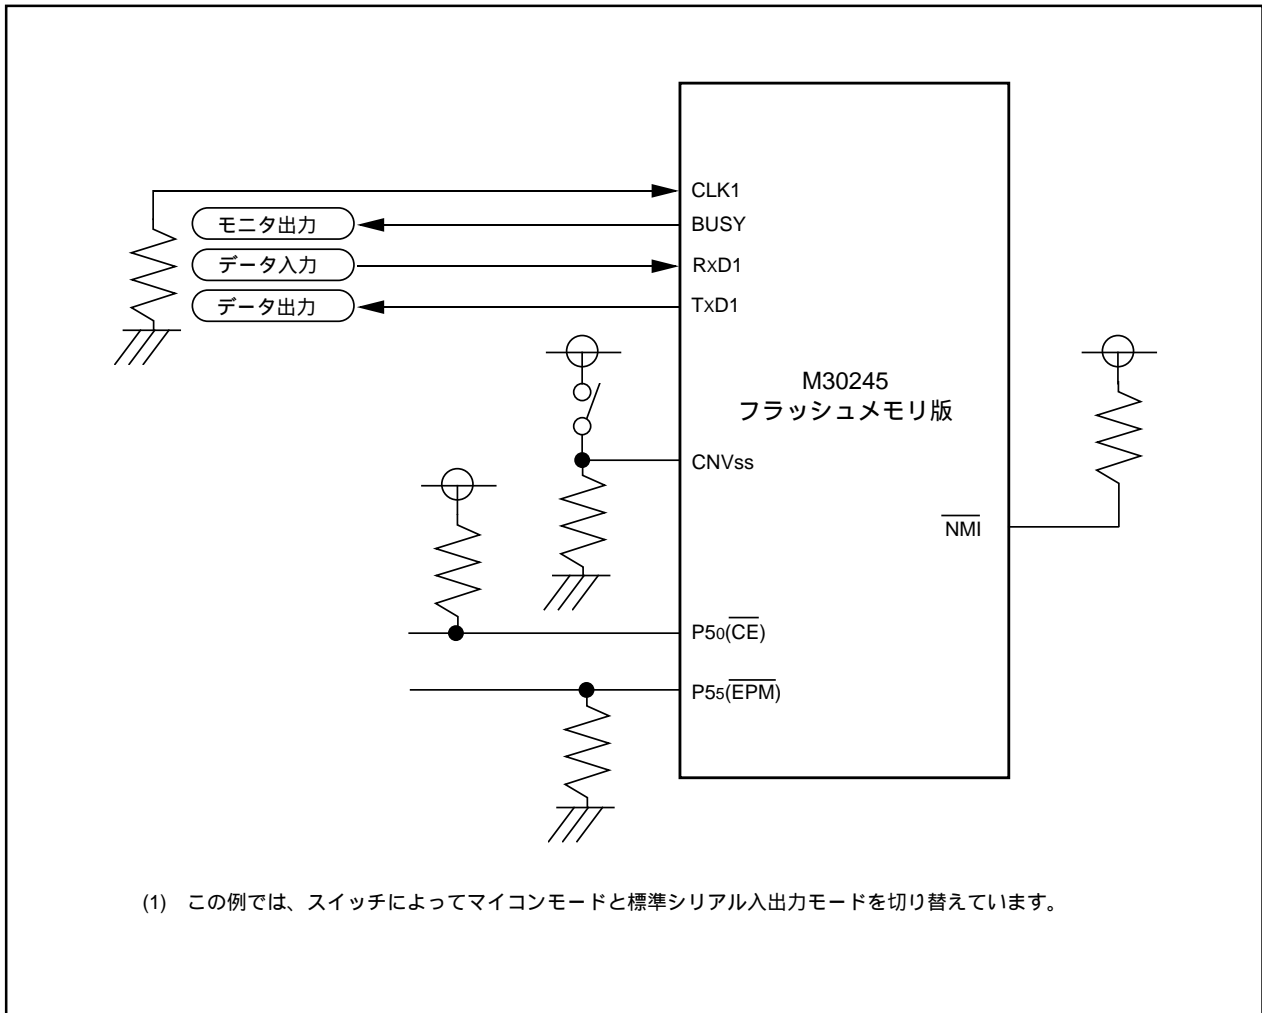 CLK1
モニタ出力
BUSY
データ入力
RxD1
データ出力
TxD1
M30245
フラッシュメモリ版
CNVss
NMI
P50(CE)
P55(EPM)
(1) この例では、スイッチによってマイコンモードと標準シリアル入出力モードを切り替えています。